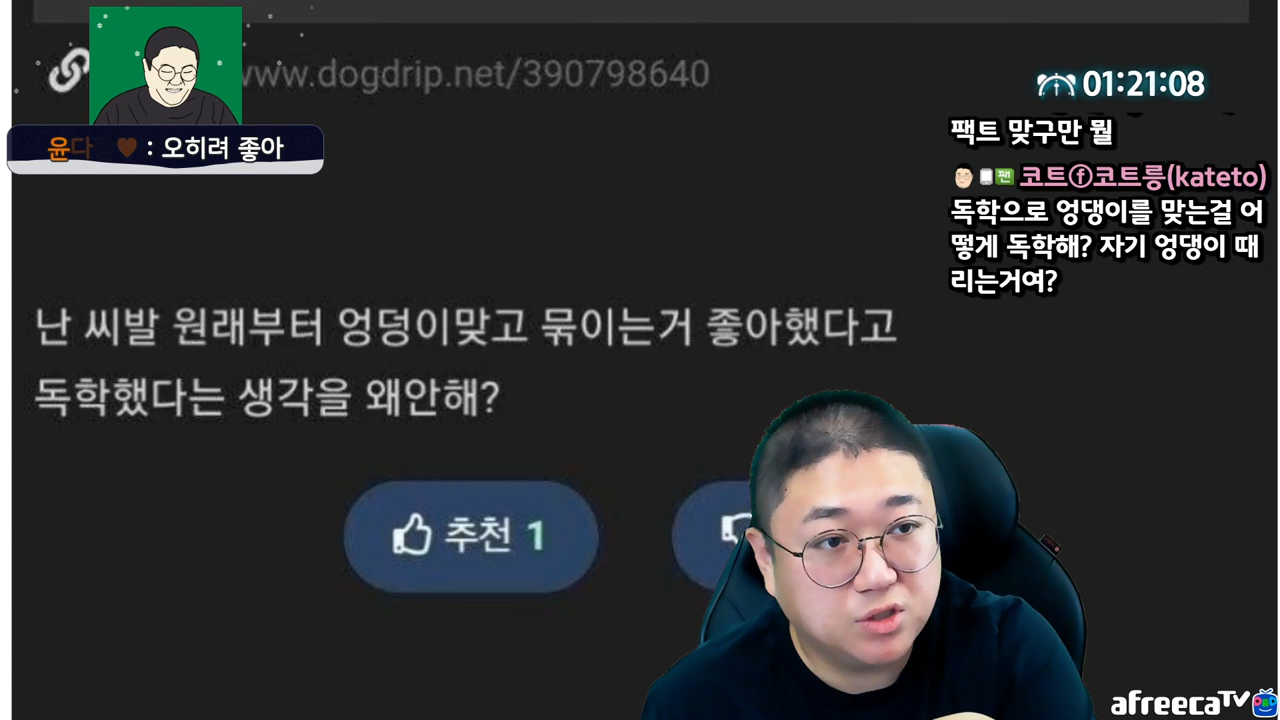 www.dogdrip.net/390798640
01:21:08
팩트 맞구만 뭘
윤다 : 오히려 좋아
팬 코트ⓕ코트릉(kateto)
독학으로 엉댕이를 맞는걸 어
떻게 독학해? 자기 엉댕이 때
리는거여?
난 씨발 원래부터 엉덩이맞고 묶이는거 좋아했다고
독학했다는 생각을 왜안해?
추천 1
afreecaTV